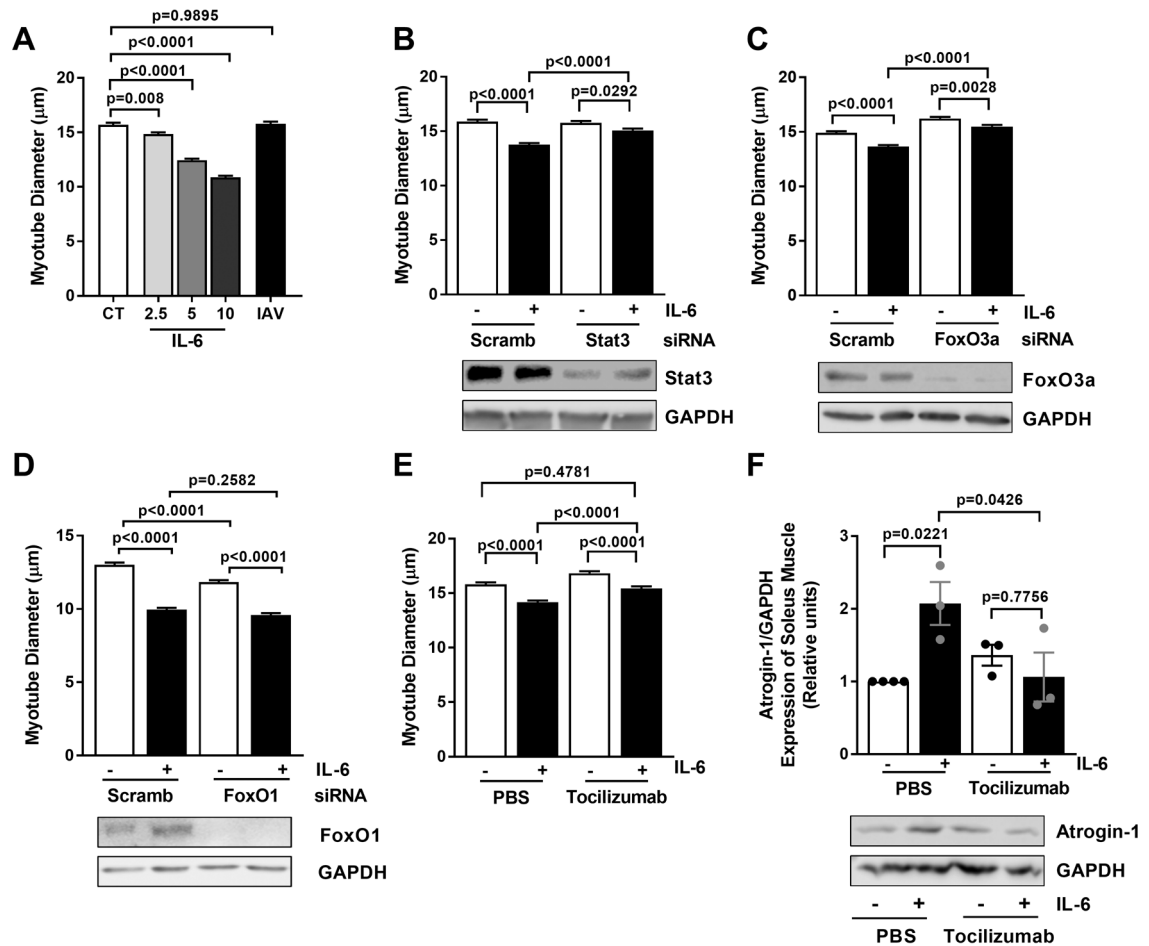 A
p=0.9895
p<0.0001
p<0.0001
p=0.008
Myotube Diameter (μm)
20
15
10
5
0
CT 2.5 5 10 IAV
IL-6
B
p<0.0001
p<0.0001 p=0.0292
Myotube Diameter (μm)
20
15
10
5
0
- + - + IL-6
Scramb Stat3 siRNA
Stat3
GAPDH
C
p<0.0001
p=0.0028
p<0.0001
Myotube Diameter (μm)
20
15
10
5
0
- + - + IL-6
Scramb FoxO3a siRNA
FoxO3a
GAPDH
D
p=0.2582
p<0.0001
p<0.0001
p<0.0001
Myotube Diameter (μm)
15
10
5
0
- + - + IL-6
Scramb FoxO1 siRNA
FoxO1
GAPDH
E
p=0.4781
p<0.0001
p<0.0001 p<0.0001
Myotube Diameter (μm)
20
15
10
5
0
- + - + IL-6
PBS Tocilizumab
F
p=0.0426
p=0.0221
p=0.7756
Atrogin-1/GAPDH
Expression of Soleus Muscle
(Relative units)
3
2
1
0
- + - + IL-6
PBS Tocilizumab
Atrogin-1
GAPDH
- + - + IL-6
PBS Tocilizumab